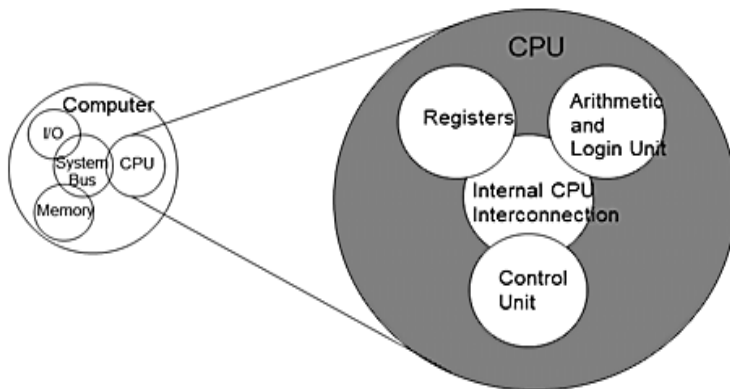 Computer
I/O
System
Bus
CPU
Memory
CPU
Registers
Arithmetic
and
Login Unit
Internal CPU
Interconnection
Control
Unit